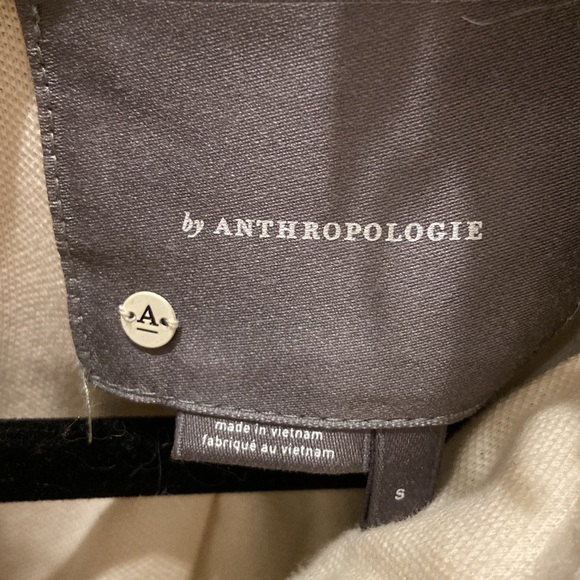 by ANTHROPOLOGIE
A
made in vietnam
fabriqué au vietnam
S